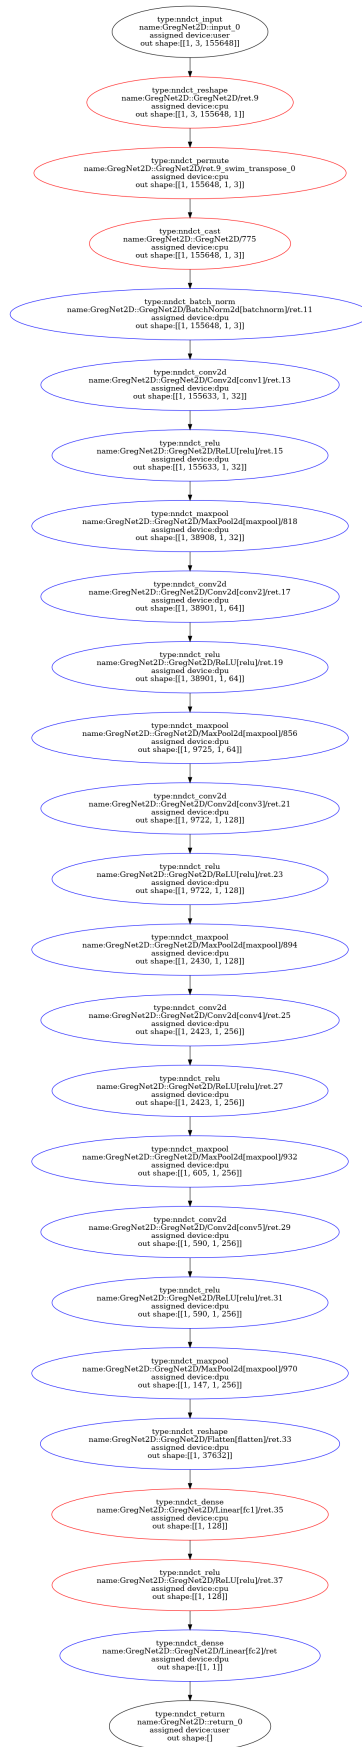 type:nndct_input
name:GregNet2D::input_0
assigned device:user
out shape:[[1, 3, 155648]]
type:nndct_reshape
name:GregNet2D::GregNet2D/ret.9
assigned device:cpu
out shape:[[1, 3, 155648, 1]]
type:nndct_permute
name:GregNet2D::GregNet2D/ret.9_swim_transpose_0
assigned device:cpu
out shape:[[1, 155648, 1, 3]]
type:nndct_cast
name:GregNet2D::GregNet2D/775
assigned device:cpu
out shape:[[1, 155648, 1, 3]]
type:nndct_batch_norm
name:GregNet2D::GregNet2D/BatchNorm2d[batchnorm]/ret.11
assigned device:dpu
out shape:[[1, 155648, 1, 3]]
type:nndct_conv2d
name:GregNet2D::GregNet2D/Conv2d[conv1]/ret.13
assigned device:dpu
out shape:[[1, 155633, 1, 32]]
type:nndct_relu
name:GregNet2D::GregNet2D/ReLU[relu]/ret.15
assigned device:dpu
out shape:[[1, 155633, 1, 32]]
type:nndct_maxpool
name:GregNet2D::GregNet2D/MaxPool2d[maxpool]/818
assigned device:dpu
out shape:[[1, 38908, 1, 32]]
type:nndct_conv2d
name:GregNet2D::GregNet2D/Conv2d[conv2]/ret.17
assigned device:dpu
out shape:[[1, 38901, 1, 64]]
type:nndct_relu
name:GregNet2D::GregNet2D/ReLU[relu]/ret.19
assigned device:dpu
out shape:[[1, 38901, 1, 64]]
type:nndct_maxpool
name:GregNet2D::GregNet2D/MaxPool2d[maxpool]/856
assigned device:dpu
out shape:[[1, 9725, 1, 64]]
type:nndct_conv2d
name:GregNet2D::GregNet2D/Conv2d[conv3]/ret.21
assigned device:dpu
out shape:[[1, 9722, 1, 128]]
type:nndct_relu
name:GregNet2D::GregNet2D/ReLU[relu]/ret.23
assigned device:dpu
out shape:[[1, 9722, 1, 128]]
type:nndct_maxpool
name:GregNet2D::GregNet2D/MaxPool2d[maxpool]/894
assigned device:dpu
out shape:[[1, 2430, 1, 128]]
type:nndct_conv2d
name:GregNet2D::GregNet2D/Conv2d[conv4]/ret.25
assigned device:dpu
out shape:[[1, 2423, 1, 256]]
type:nndct_relu
name:GregNet2D::GregNet2D/ReLU[relu]/ret.27
assigned device:dpu
out shape:[[1, 2423, 1, 256]]
type:nndct_maxpool
name:GregNet2D::GregNet2D/MaxPool2d[maxpool]/932
assigned device:dpu
out shape:[[1, 605, 1, 256]]
type:nndct_conv2d
name:GregNet2D::GregNet2D/Conv2d[conv5]/ret.29
assigned device:dpu
out shape:[[1, 590, 1, 256]]
type:nndct_relu
name:GregNet2D::GregNet2D/ReLU[relu]/ret.31
assigned device:dpu
out shape:[[1, 590, 1, 256]]
type:nndct_maxpool
name:GregNet2D::GregNet2D/MaxPool2d[maxpool]/970
assigned device:dpu
out shape:[[1, 147, 1, 256]]
type:nndct_reshape
name:GregNet2D::GregNet2D/Flatten[flatten]/ret.33
assigned device:dpu
out shape:[[1, 37632]]
type:nndct_dense
name:GregNet2D::GregNet2D/Linear[fc1]/ret.35
assigned device:cpu
out shape:[[1, 128]]
type:nndct_relu
name:GregNet2D::GregNet2D/ReLU[relu]/ret.37
assigned device:cpu
out shape:[[1, 128]]
type:nndct_dense
name:GregNet2D::GregNet2D/Linear[fc2]/ret
assigned device:dpu
out shape:[[1, 1]]
type:nndct_return
name:GregNet2D::return_0
assigned device:user
out shape:[]